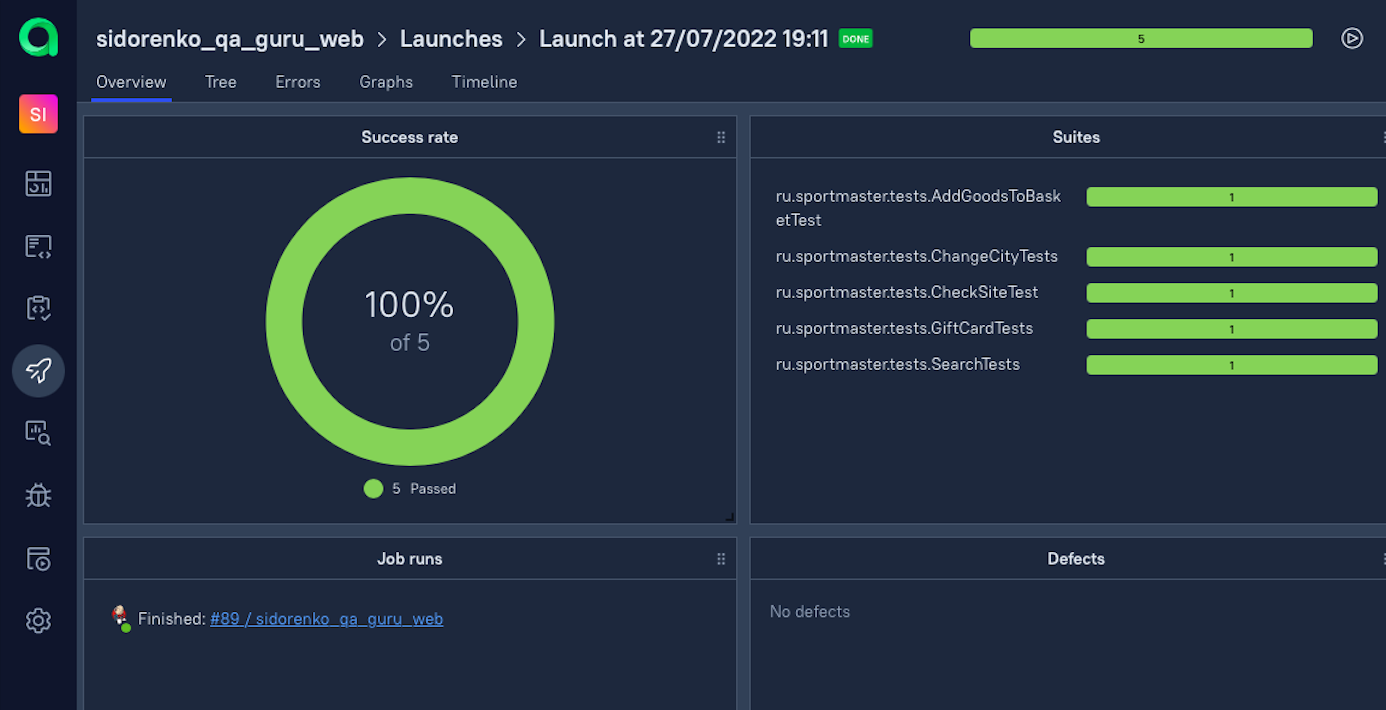 sidorenko_qa_guru_web > Launches > Launch at 27/07/2022 19:11 DONE
5
Overview Tree Errors Graphs Timeline
SI
Success rate
100%
of 5
5 Passed
Suites
ru.sportmaster.tests.AddGoodsToBask
etTest
1
ru.sportmaster.tests.ChangeCityTests
1
ru.sportmaster.tests.CheckSiteTest
1
ru.sportmaster.tests.GiftCardTests
1
ru.sportmaster.tests.SearchTests
1
Job runs
Finished: #89 / sidorenko_qa_guru_web
Defects
No defects